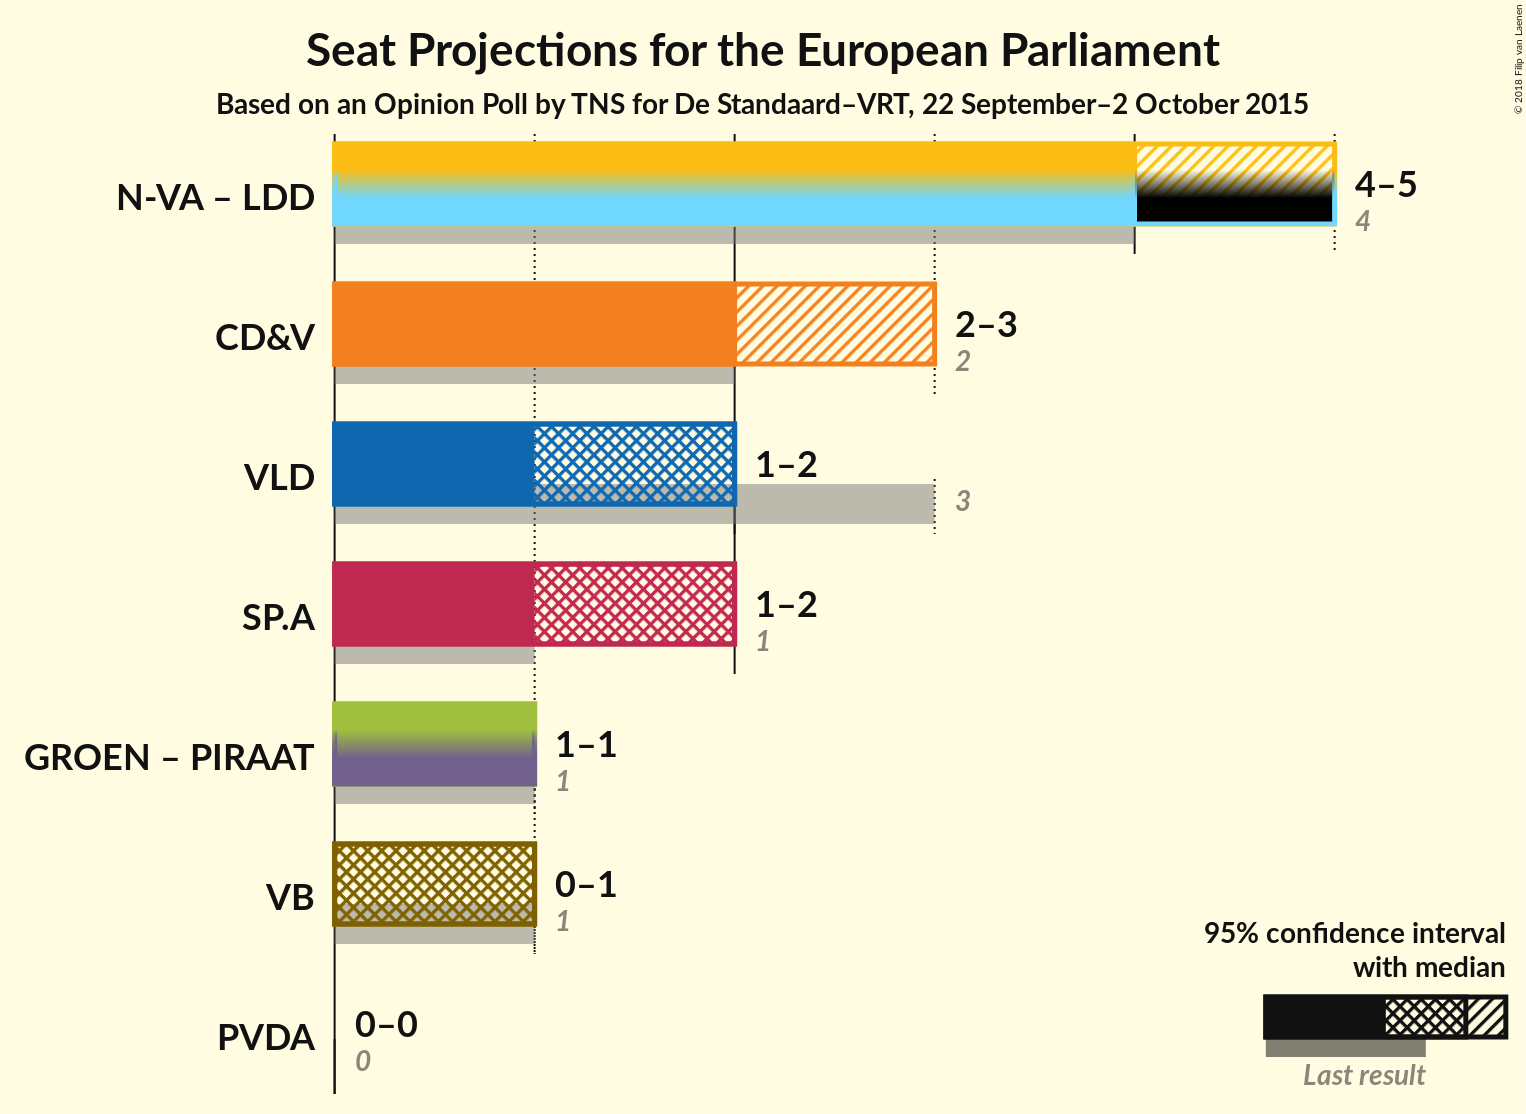 Seat Projections for the European Parliament
Based on an Opinion Poll by TNS for De Standaard–VRT, 22 September–2 October 2015
© 2018 Filip van Laenen
N-VA – LDD
4–5
4
CD&V
2–3
2
VLD
1–2
3
SP.A
1–2
1
GROEN – PIRAAT
1–1
1
VB
0–1
1
PVDA
0–0
0
95% confidence interval
with median
Last result